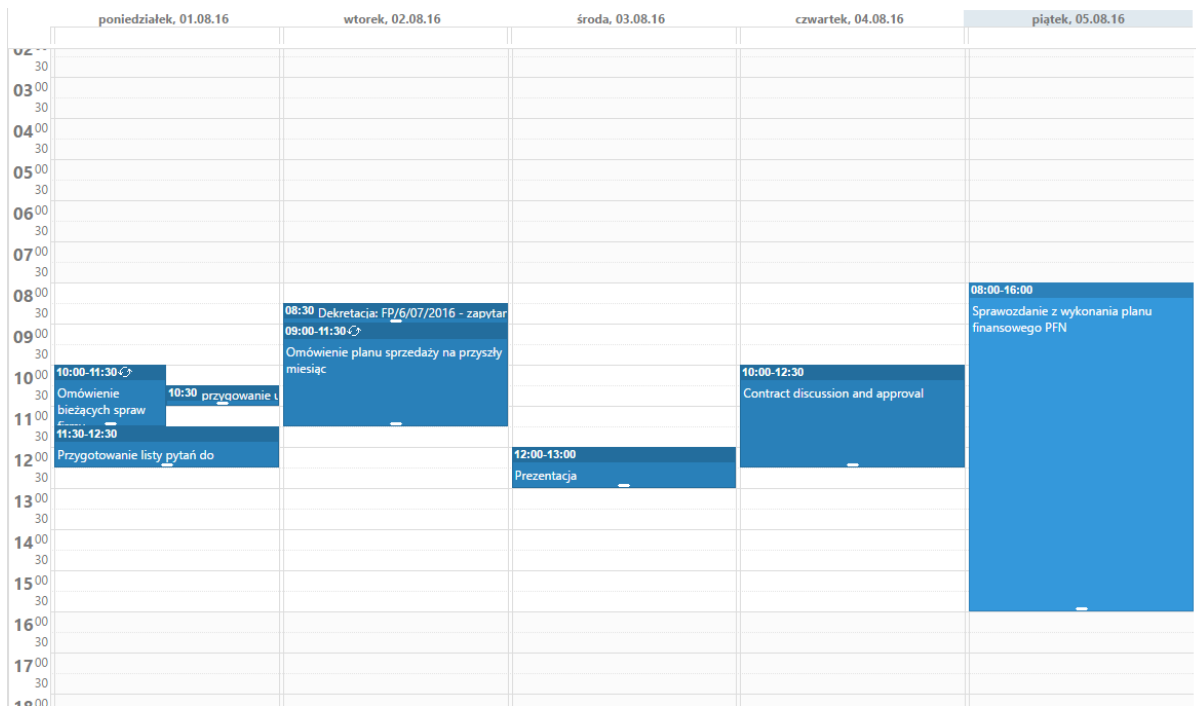 poniedziałek, 01.08.16
wtorek, 02.08.16
środa, 03.08.16
czwartek, 04.08.16
piątek, 05.08.16
30
03 00
30
04 00
30
05 00
30
06 00
30
07 00
30
08 00
30
09 00
30
10 00
30
11 00
30
12 00
30
13 00
30
14 00
30
15 00
30
16 00
30
17 00
30
10:00-11:30
Omówienie
bieżących spraw
10:30 przygowanie u
11:30-12:30
Przygotowanie listy pytań do
08:30 Dekretacja: FP/6/07/2016 - zapytan
09:00-11:30
Omówienie planu sprzedaży na przyszły
miesiąc
12:00-13:00
Prezentacja
10:00-12:30
Contract discussion and approval
08:00-16:00
Sprawozdanie z wykonania planu
finansowego PFN